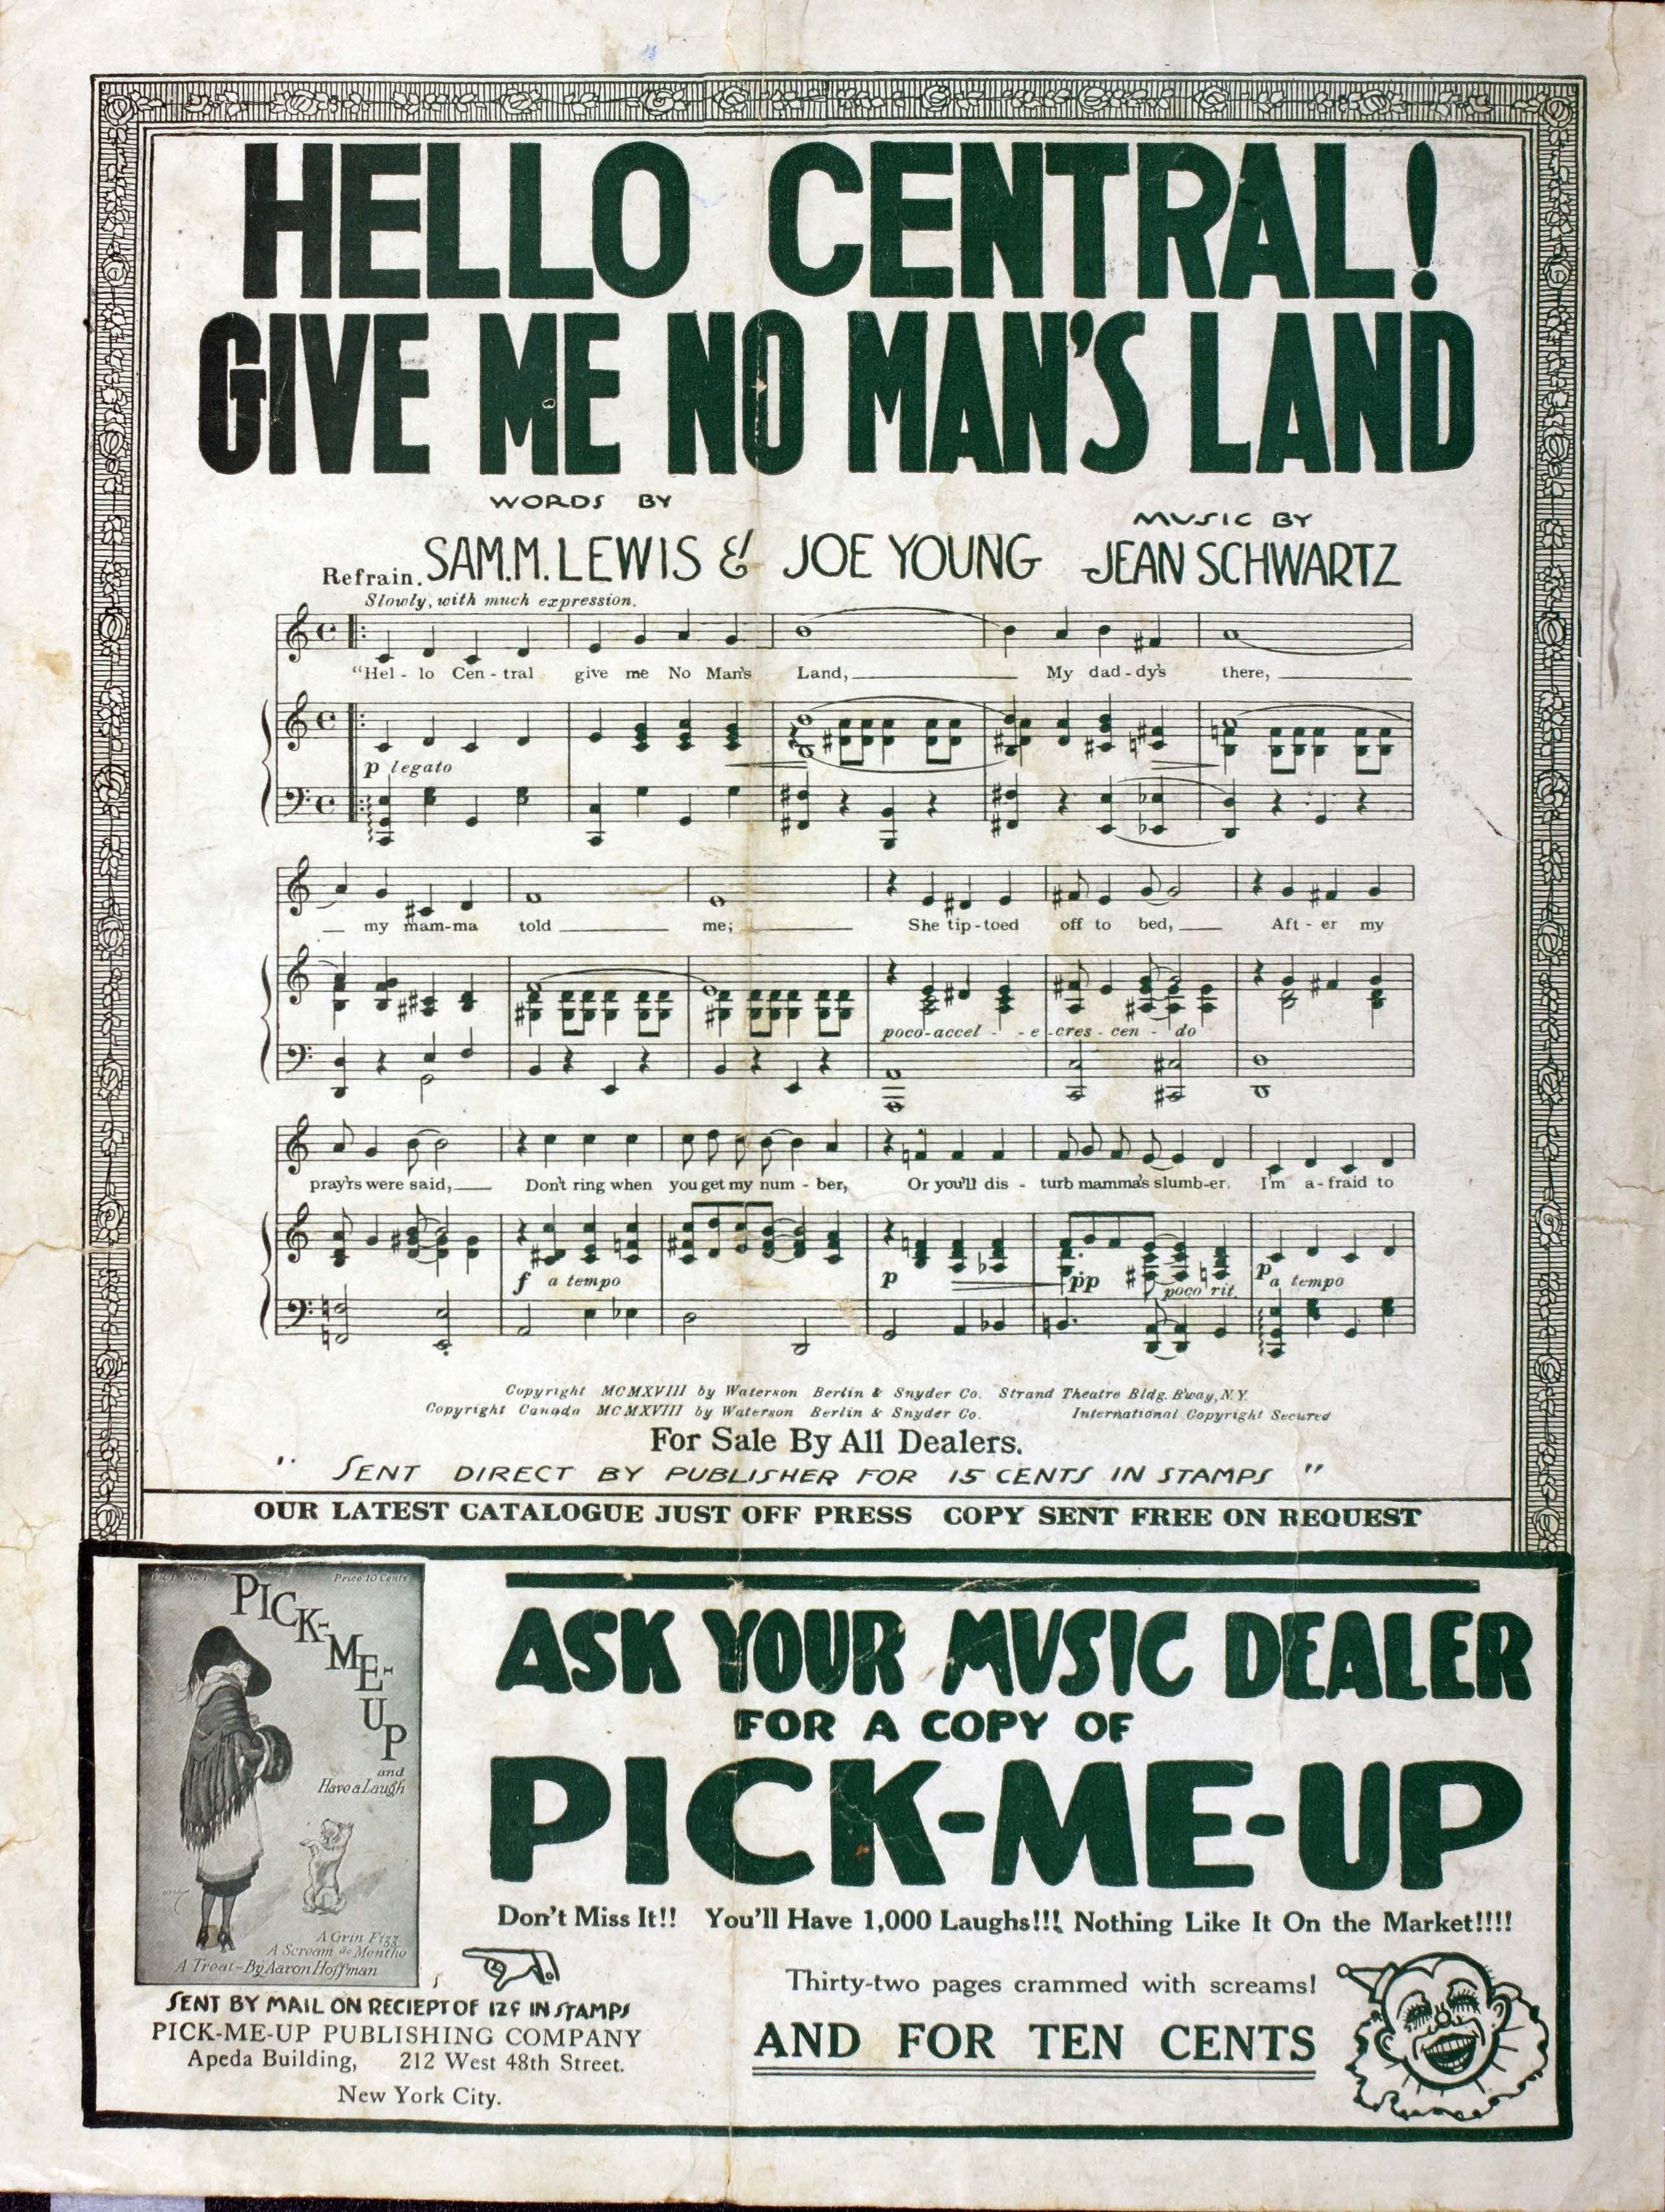 HELLO CENTRAL!
GIVE ME NO MAN'S LAND
WORDS BY
SAM.M.LEWIS & JOE YOUNG
MUSIC BY
JEAN SCHWARTZ
Refrain.
Slowly, with much expression.
"Hel - lo Cen - tral give me No Man's Land, My dad - dy's there,
p legato
my mam-ma told me; She tip - toed off to bed, Aft - er my
poco - accel - - e - cres - cen - do
pray'rs were said, Don't ring when you get my num - ber, Or you'll dis - turb mamma's slumb-er. I'm a - fraid to
f a tempo p pp poco rit. p a tempo
Copyright MCMXVIII by Waterson Berlin & Snyder Co. Strand Theatre Bldg. B'way, N.Y.
Copyright Canada MCMXVIII by Waterson Berlin & Snyder Co. International Copyright Secured
For Sale By All Dealers.
" SENT DIRECT BY PUBLISHER FOR 15 CENTS IN STAMPS "
OUR LATEST CATALOGUE JUST OFF PRESS COPY SENT FREE ON REQUEST
Price 10 Cents
PICK-
ME-
UP
and
Have a Laugh
A Grin Fizz
A Scream de Menthe
A Treat-By Aaron Hoffman
SENT BY MAIL ON RECIEPT OF 12¢ IN STAMPS
PICK-ME-UP PUBLISHING COMPANY
Apeda Building, 212 West 48th Street.
New York City.
ASK YOUR MUSIC DEALER
FOR A COPY OF
PICK-ME-UP
Don't Miss It!! You'll Have 1,000 Laughs!!! Nothing Like It On the Market!!!!
Thirty-two pages crammed with screams!
AND FOR TEN CENTS